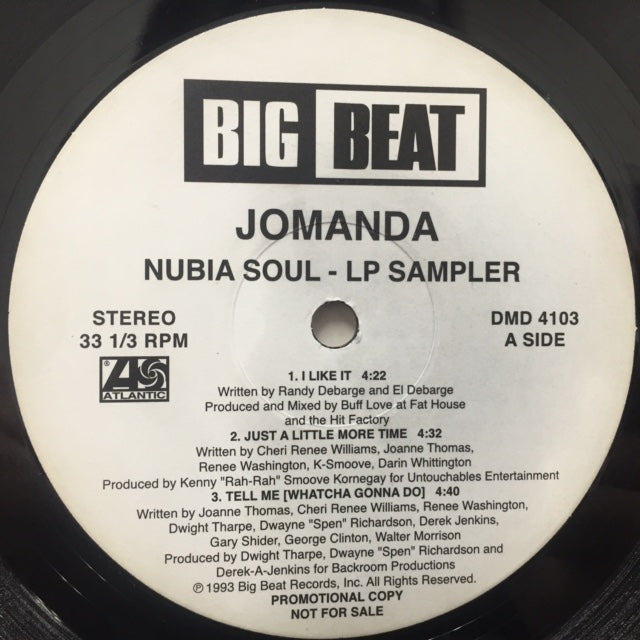 BIG BEAT
JOMANDA
NUBIA SOUL - LP SAMPLER
STEREO
33 1/3 RPM
ATLANTIC
DMD 4103
A SIDE
1. I LIKE IT 4:22
Written by Randy Debarge and El Debarge
Produced and Mixed by Buff Love at Fat House
and the Hit Factory
2. JUST A LITTLE MORE TIME 4:32
Written by Cheri Renee Williams, Joanne Thomas,
Renee Washington, K-Smoove, Darin Whittington
Produced by Kenny "Rah-Rah" Smoove Kornegay for Untouchables Entertainment
3. TELL ME [WHATCHA GONNA DO] 4:40
Written by Joanne Thomas, Cheri Renee Williams, Renee Washington,
Dwight Tharpe, Dwayne "Spen" Richardson, Derek Jenkins,
Gary Shider, George Clinton, Walter Morrison
Produced by Dwight Tharpe, Dwayne "Spen" Richardson and
Derek-A-Jenkins for Backroom Productions
℗ 1993 Big Beat Records, Inc. All Rights Reserved.
PROMOTIONAL COPY
NOT FOR SALE